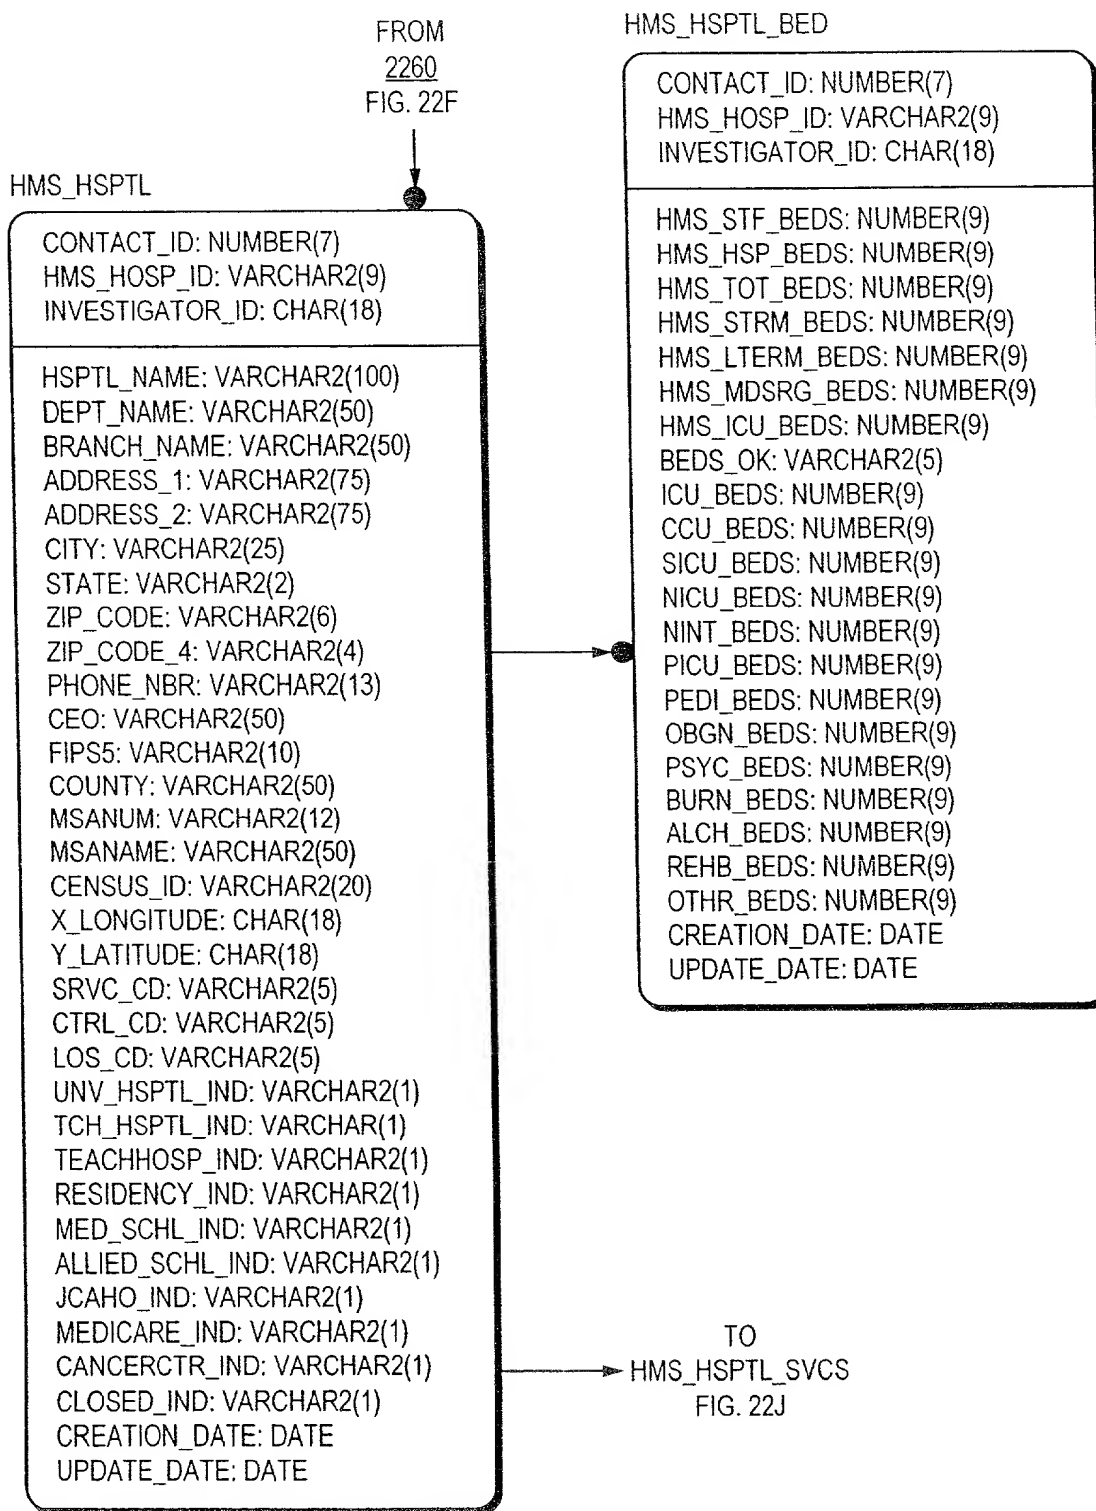 FROM
2260
FIG. 22F
HMS_HSPTL
CONTACT_ID: NUMBER(7)
HMS_HOSP_ID: VARCHAR2(9)
INVESTIGATOR_ID: CHAR(18)
HSPTL_NAME: VARCHAR2(100)
DEPT_NAME: VARCHAR2(50)
BRANCH_NAME: VARCHAR2(50)
ADDRESS_1: VARCHAR2(75)
ADDRESS_2: VARCHAR2(75)
CITY: VARCHAR2(25)
STATE: VARCHAR2(2)
ZIP_CODE: VARCHAR2(6)
ZIP_CODE_4: VARCHAR2(4)
PHONE_NBR: VARCHAR2(13)
CEO: VARCHAR2(50)
FIPS5: VARCHAR2(10)
COUNTY: VARCHAR2(50)
MSANUM: VARCHAR2(12)
MSANAME: VARCHAR2(50)
CENSUS_ID: VARCHAR2(20)
X_LONGITUDE: CHAR(18)
Y_LATITUDE: CHAR(18)
SRVC_CD: VARCHAR2(5)
CTRL_CD: VARCHAR2(5)
LOS_CD: VARCHAR2(5)
UNV_HSPTL_IND: VARCHAR2(1)
TCH_HSPTL_IND: VARCHAR(1)
TEACHHOSP_IND: VARCHAR2(1)
RESIDENCY_IND: VARCHAR2(1)
MED_SCHL_IND: VARCHAR2(1)
ALLIED_SCHL_IND: VARCHAR2(1)
JCAHO_IND: VARCHAR2(1)
MEDICARE_IND: VARCHAR2(1)
CANCERCTR_IND: VARCHAR2(1)
CLOSED_IND: VARCHAR2(1)
CREATION_DATE: DATE
UPDATE_DATE: DATE
HMS_HSPTL_BED
CONTACT_ID: NUMBER(7)
HMS_HOSP_ID: VARCHAR2(9)
INVESTIGATOR_ID: CHAR(18)
HMS_STF_BEDS: NUMBER(9)
HMS_HSP_BEDS: NUMBER(9)
HMS_TOT_BEDS: NUMBER(9)
HMS_STRM_BEDS: NUMBER(9)
HMS_LTERM_BEDS: NUMBER(9)
HMS_MDSRG_BEDS: NUMBER(9)
HMS_ICU_BEDS: NUMBER(9)
BEDS_OK: VARCHAR2(5)
ICU_BEDS: NUMBER(9)
CCU_BEDS: NUMBER(9)
SICU_BEDS: NUMBER(9)
NICU_BEDS: NUMBER(9)
NINT_BEDS: NUMBER(9)
PICU_BEDS: NUMBER(9)
PEDI_BEDS: NUMBER(9)
OBGN_BEDS: NUMBER(9)
PSYC_BEDS: NUMBER(9)
BURN_BEDS: NUMBER(9)
ALCH_BEDS: NUMBER(9)
REHB_BEDS: NUMBER(9)
OTHR_BEDS: NUMBER(9)
CREATION_DATE: DATE
UPDATE_DATE: DATE
TO
HMS_HSPTL_SVCS
FIG. 22J